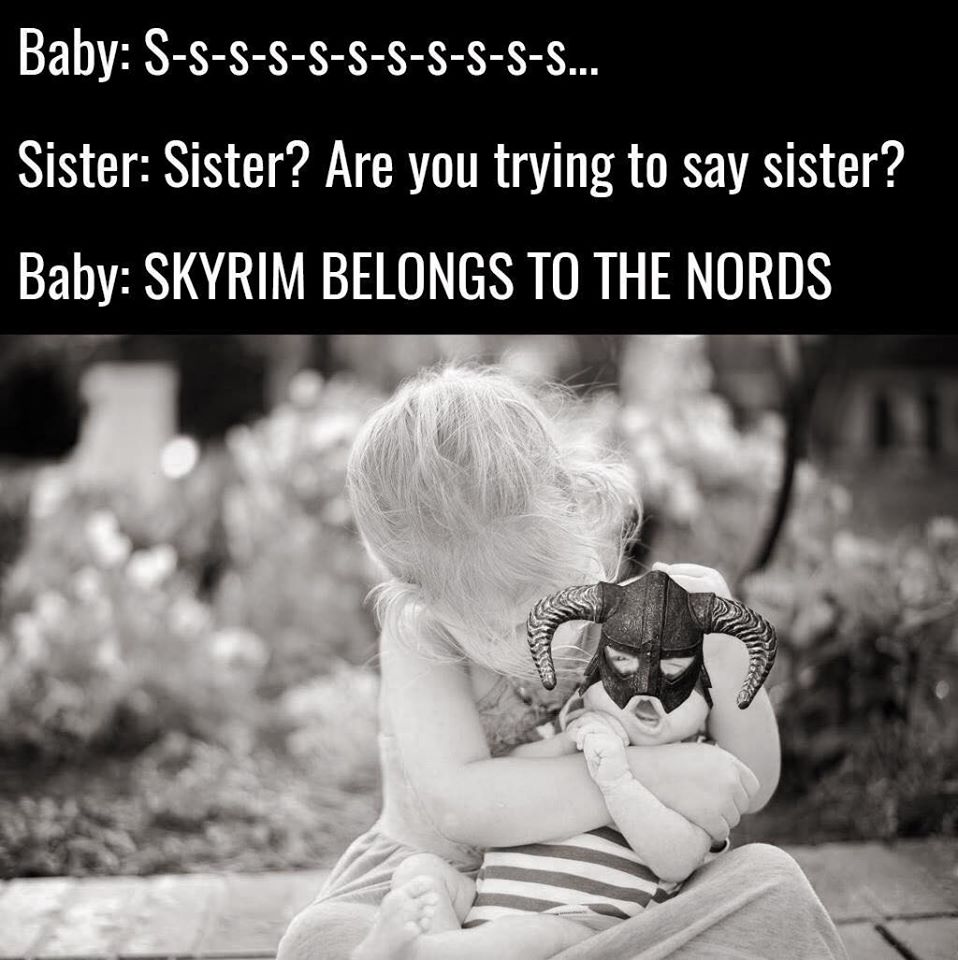 Baby: S-s-s-s-s-s-s-s-s-s-s...
Sister: Sister? Are you trying to say sister?
Baby: SKYRIM BELONGS TO THE NORDS